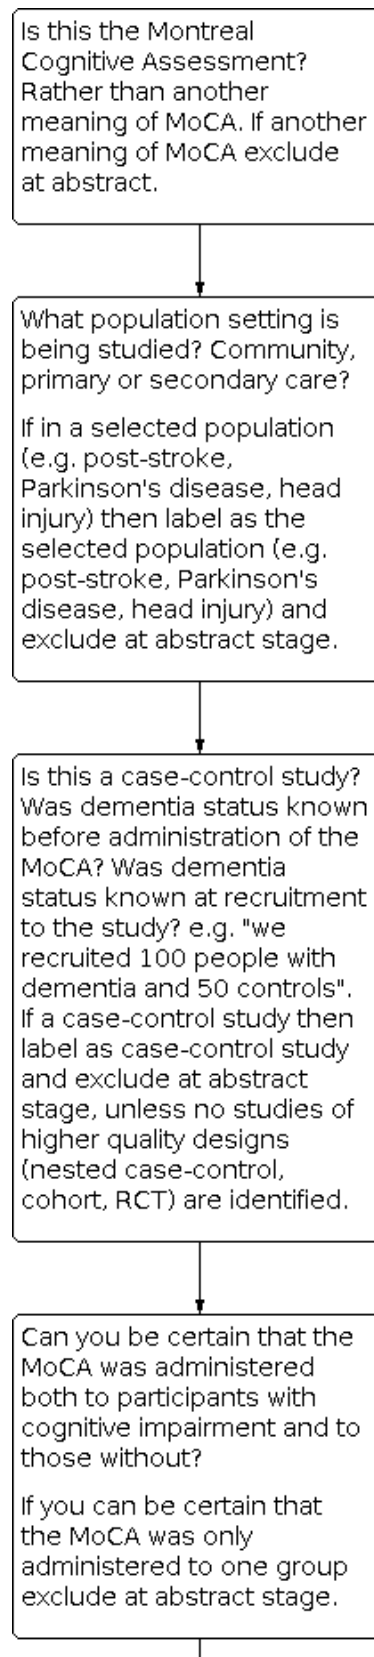 Is this the Montreal
Cognitive Assessment?
Rather than another
meaning of MoCA. If another
meaning of MoCA exclude
at abstract.
What population setting is
being studied? Community,
primary or secondary care?
If in a selected population
(e.g. post-stroke,
Parkinson's disease, head
injury) then label as the
selected population (e.g.
post-stroke, Parkinson's
disease, head injury) and
exclude at abstract stage.
Is this a case-control study?
Was dementia status known
before administration of the
MoCA? Was dementia
status known at recruitment
to the study? e.g. "we
recruited 100 people with
dementia and 50 controls".
If a case-control study then
label as case-control study
and exclude at abstract
stage, unless no studies of
higher quality designs
(nested case-control,
cohort, RCT) are identified.
Can you be certain that the
MoCA was administered
both to participants with
cognitive impairment and to
those without?
If you can be certain that
the MoCA was only
administered to one group
exclude at abstract stage.